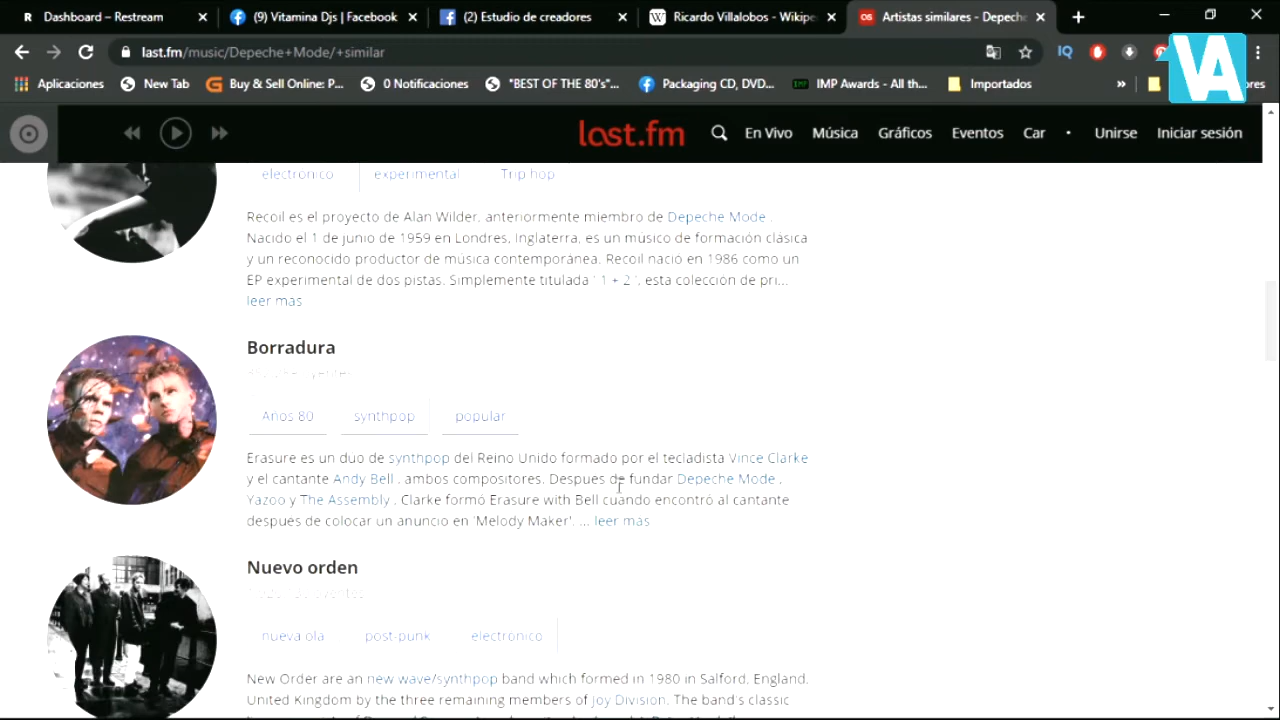 R Dashboard – Restream
(9) Vitamina Djs | Facebook
(2) Estudio de creadores
W Ricardo Villalobos - Wikipe
Artistas similares - Depeche
last.fm/music/Depeche+Mode/+similar
IQ
VA
Aplicaciones
New Tab
Buy & Sell Online: P...
0 Notificaciones
"BEST OF THE 80's"...
Packaging CD, DVD...
IMP Awards - All th...
Importados
»
last.fm
En Vivo
Música
Gráficos
Eventos
Car
Unirse
Iniciar sesión
electronico experimental Trip hop
Recoil es el proyecto de Alan Wilder, anteriormente miembro de Depeche Mode .
Nacido el 1 de junio de 1959 en Londres, Inglaterra, es un músico de formación clásica
y un reconocido productor de música contemporánea. Recoil nació en 1986 como un
EP experimental de dos pistas. Simplemente titulada ' 1 + 2 ', esta colección de pri...
leer mas
Borradura
Años 80 synthpop popular
Erasure es un duo de synthpop del Reino Unido formado por el tecladista Vince Clarke
y el cantante Andy Bell , ambos compositores. Despues de fundar Depeche Mode ,
Yazoo y The Assembly , Clarke formó Erasure with Bell cuando encontró al cantante
despues de colocar un anuncio en 'Melody Maker'. ... leer mas
Nuevo orden
nueva ola post-punk electronico
New Order are an new wave/synthpop band which formed in 1980 in Salford, England,
United Kingdom by the three remaining members of Joy Division. The band's classic